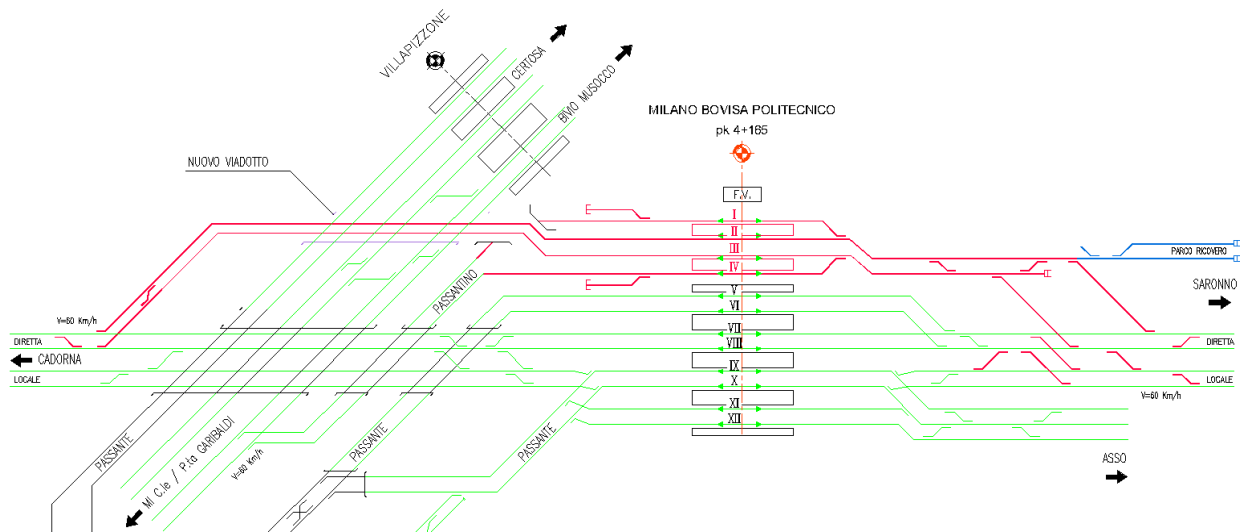 VILLAPIZZONE
CERTOSA
BIVIO MUSOCCO
MILANO BOVISA POLITECNICO
pk 4+165
NUOVO VIADOTTO
F.V.
I
II
III
IV
V
VI
VII
VIII
IX
X
XI
XII
PARCO RICOVERO
SARONNO
PASSANTINO
V=60 Km/h
DIRETTA
DIRETTA
CADORNA
LOCALE
LOCALE
V=60 Km/h
PASSANTE
MI C.le / P.ta GARIBALDI
V=60 Km/h
PASSANTE
PASSANTE
ASSO